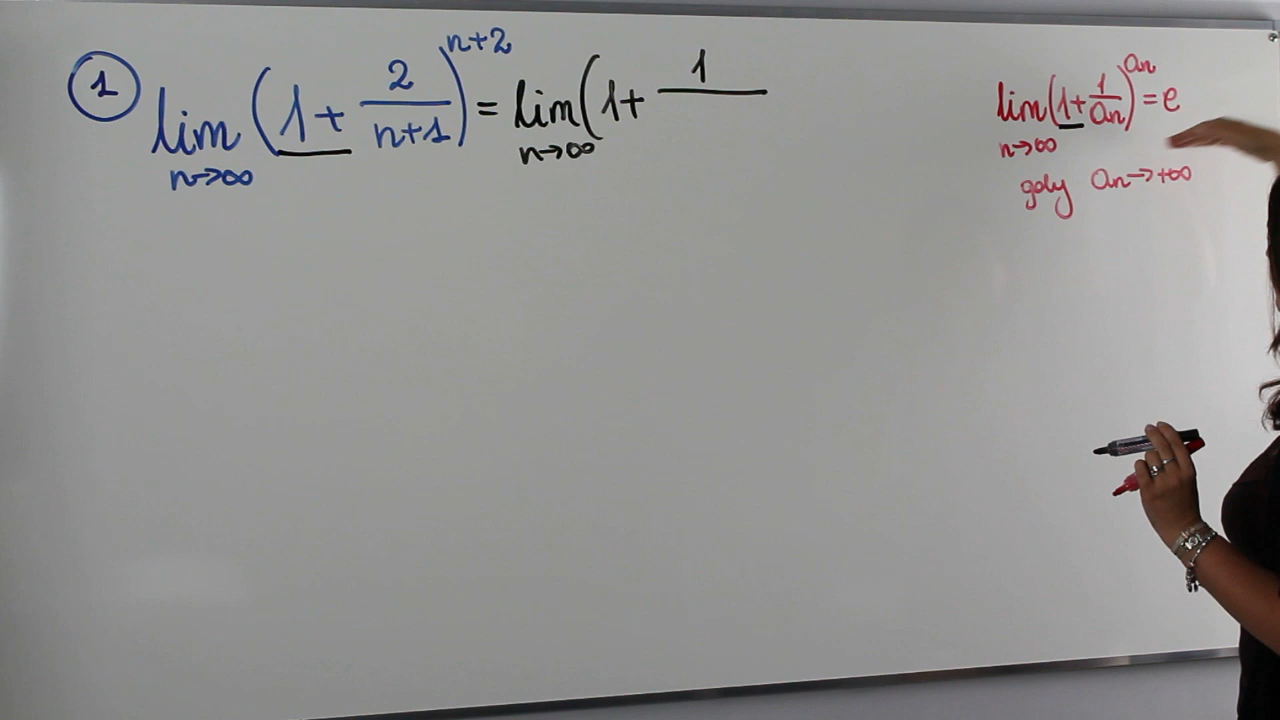 ① lim n→∞ (1 + 2/(n+1))^(n+2) = lim n→∞ (1 + 1/
lim n→∞ (1 + 1/an)^an = e
gdy an → +∞